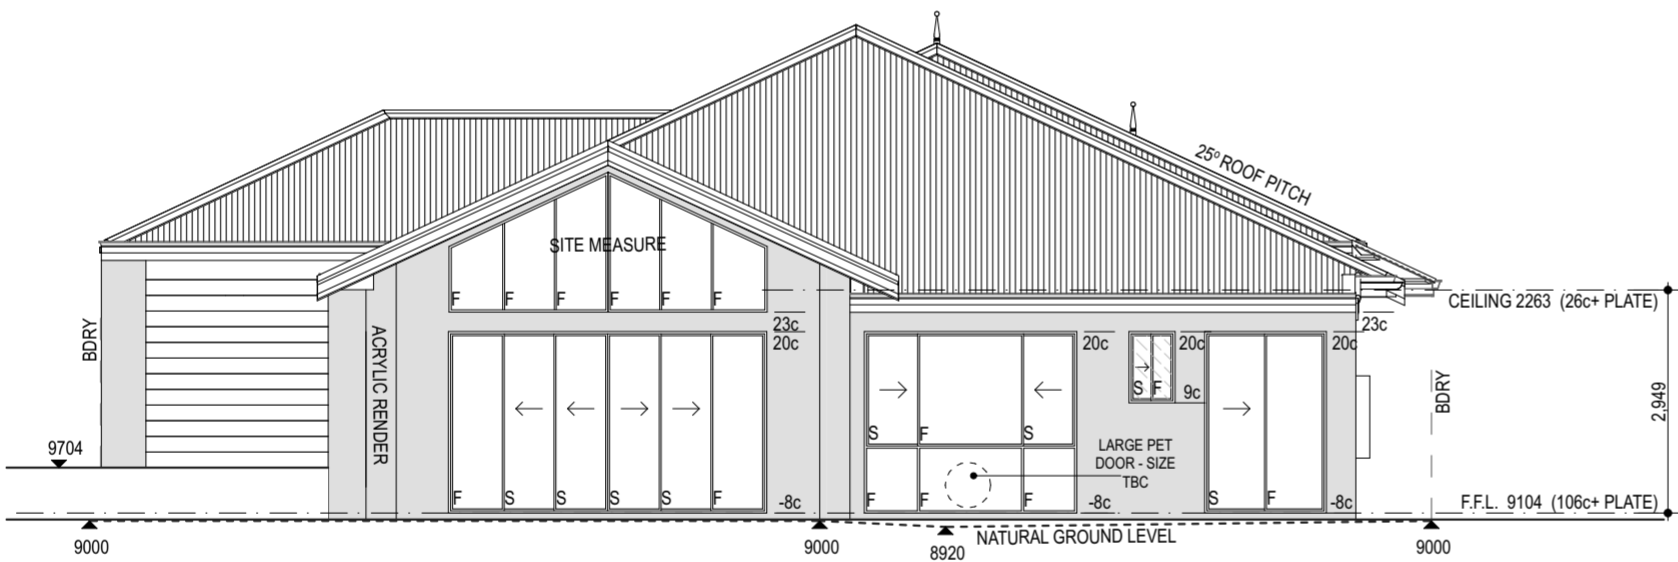 25° ROOF PITCH
SITE MEASURE
F F F F F F
CEILING 2263 (26c+ PLATE)
BDRY
ACRYLIC RENDER
23c
20c
20c
20c
23c
20c
S F
9c
BDRY
2,949
S F S
LARGE PET
DOOR - SIZE
TBC
9704
F S S S S F
-8c
F F F
-8c
S F
-8c
F.F.L. 9104 (106c+ PLATE)
9000
9000
8920
NATURAL GROUND LEVEL
9000